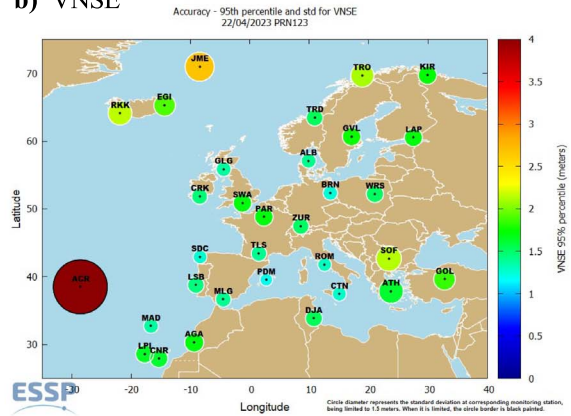 b) VNSE
Accuracy - 95th percentile and std for VNSE
22/04/2023 PRN123
JME
TRO
KIR
RKK
EGI
TRD
GVL
LAP
ALB
GLG
CRK
BRN
WRS
SWA
PAR
ZUR
SDC
TLS
ROM
SOF
ACR
LSB
PDM
GOL
MLG
CTN
ATH
MAD
DJA
AGA
LPI
CNR
70
60
50
40
30
Latitude
-30
-20
-10
0
10
20
30
40
Longitude
4
3.5
3
2.5
2
1.5
1
0.5
0
VNSE 95% percentile (meters)
ESSP
Circle diameter represents the standard deviation at corresponding monitoring station,
being limited to 1.5 meters. When it is limited, the circle border is black painted.